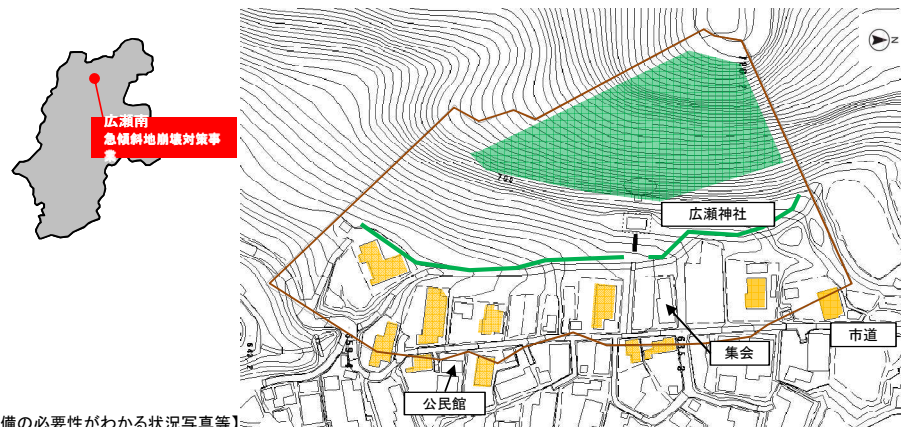 広瀬南
急傾斜地崩壊対策事
業
N
広瀬神社
市道
集会
公民館
備の必要性がわかる状況写真等】